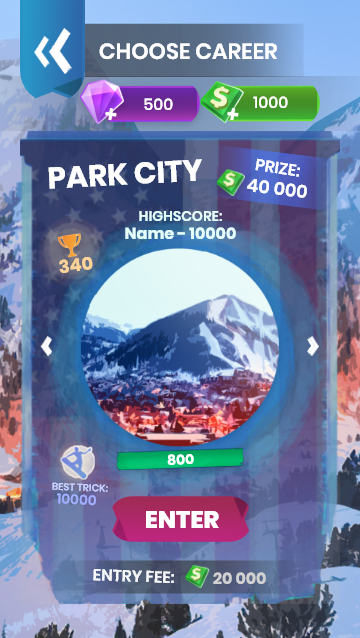 CHOOSE CAREER
500
1000
PARK CITY
PRIZE:
40 000
HIGHSCORE:
Name - 10000
340
800
BEST TRICK:
10000
ENTER
ENTRY FEE: 20 000